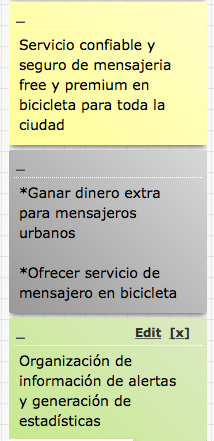 _
Servicio confiable y
seguro de mensajeria
free y premium en
bicicleta para toda la
ciudad
_
*Ganar dinero extra
para mensajeros
urbanos
*Ofrecer servicio de
mensajero en bicicleta
_ Edit [x]
Organización de
información de alertas
y generación de
estadísticas